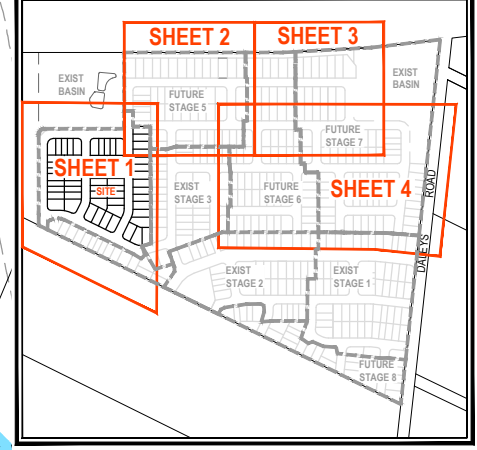 SHEET 2
SHEET 3
EXIST
BASIN
FUTURE
STAGE 5
EXIST
BASIN
FUTURE
STAGE 7
SHEET 1
SITE
EXIST
STAGE 3
FUTURE
STAGE 6
SHEET 4
DALEYS ROAD
EXIST
STAGE 2
EXIST
STAGE 1
FUTURE
STAGE 8